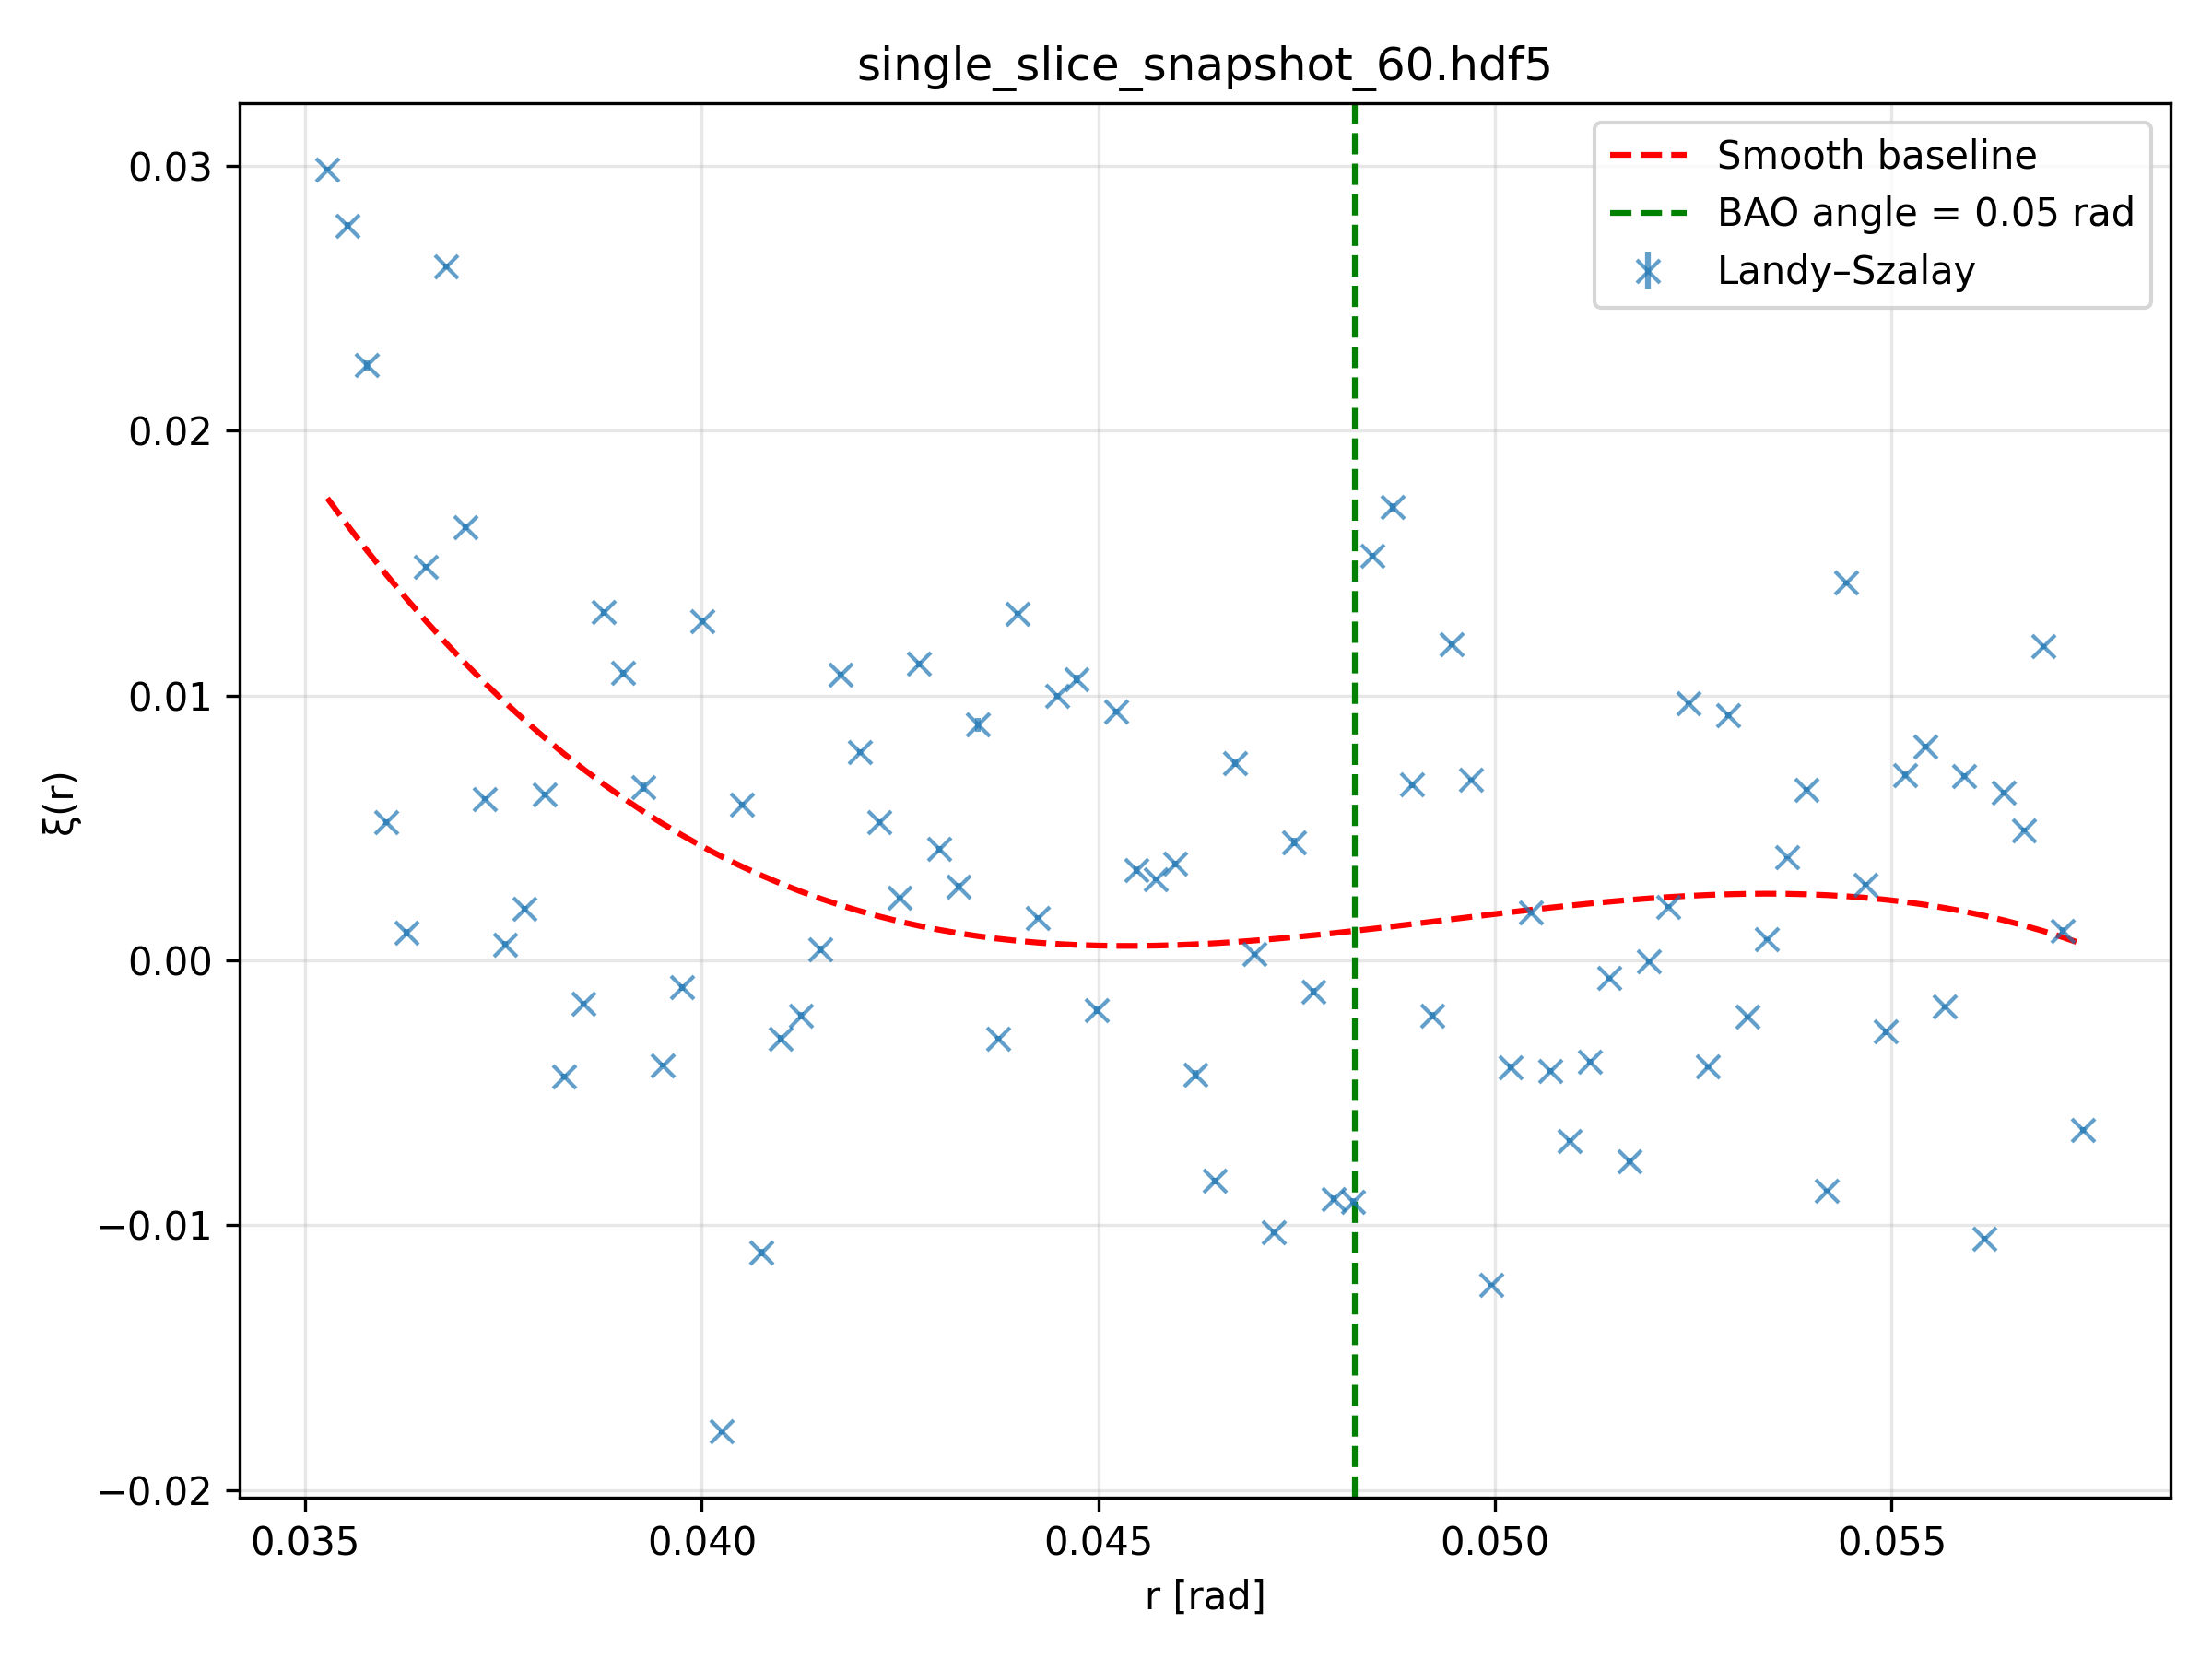 single_slice_snapshot_60.hdf5
Smooth baseline
BAO angle = 0.05 rad
Landy–Szalay
0.03
0.02
0.01
0.00
−0.01
−0.02
ξ(r)
0.035
0.040
0.045
0.050
0.055
r [rad]